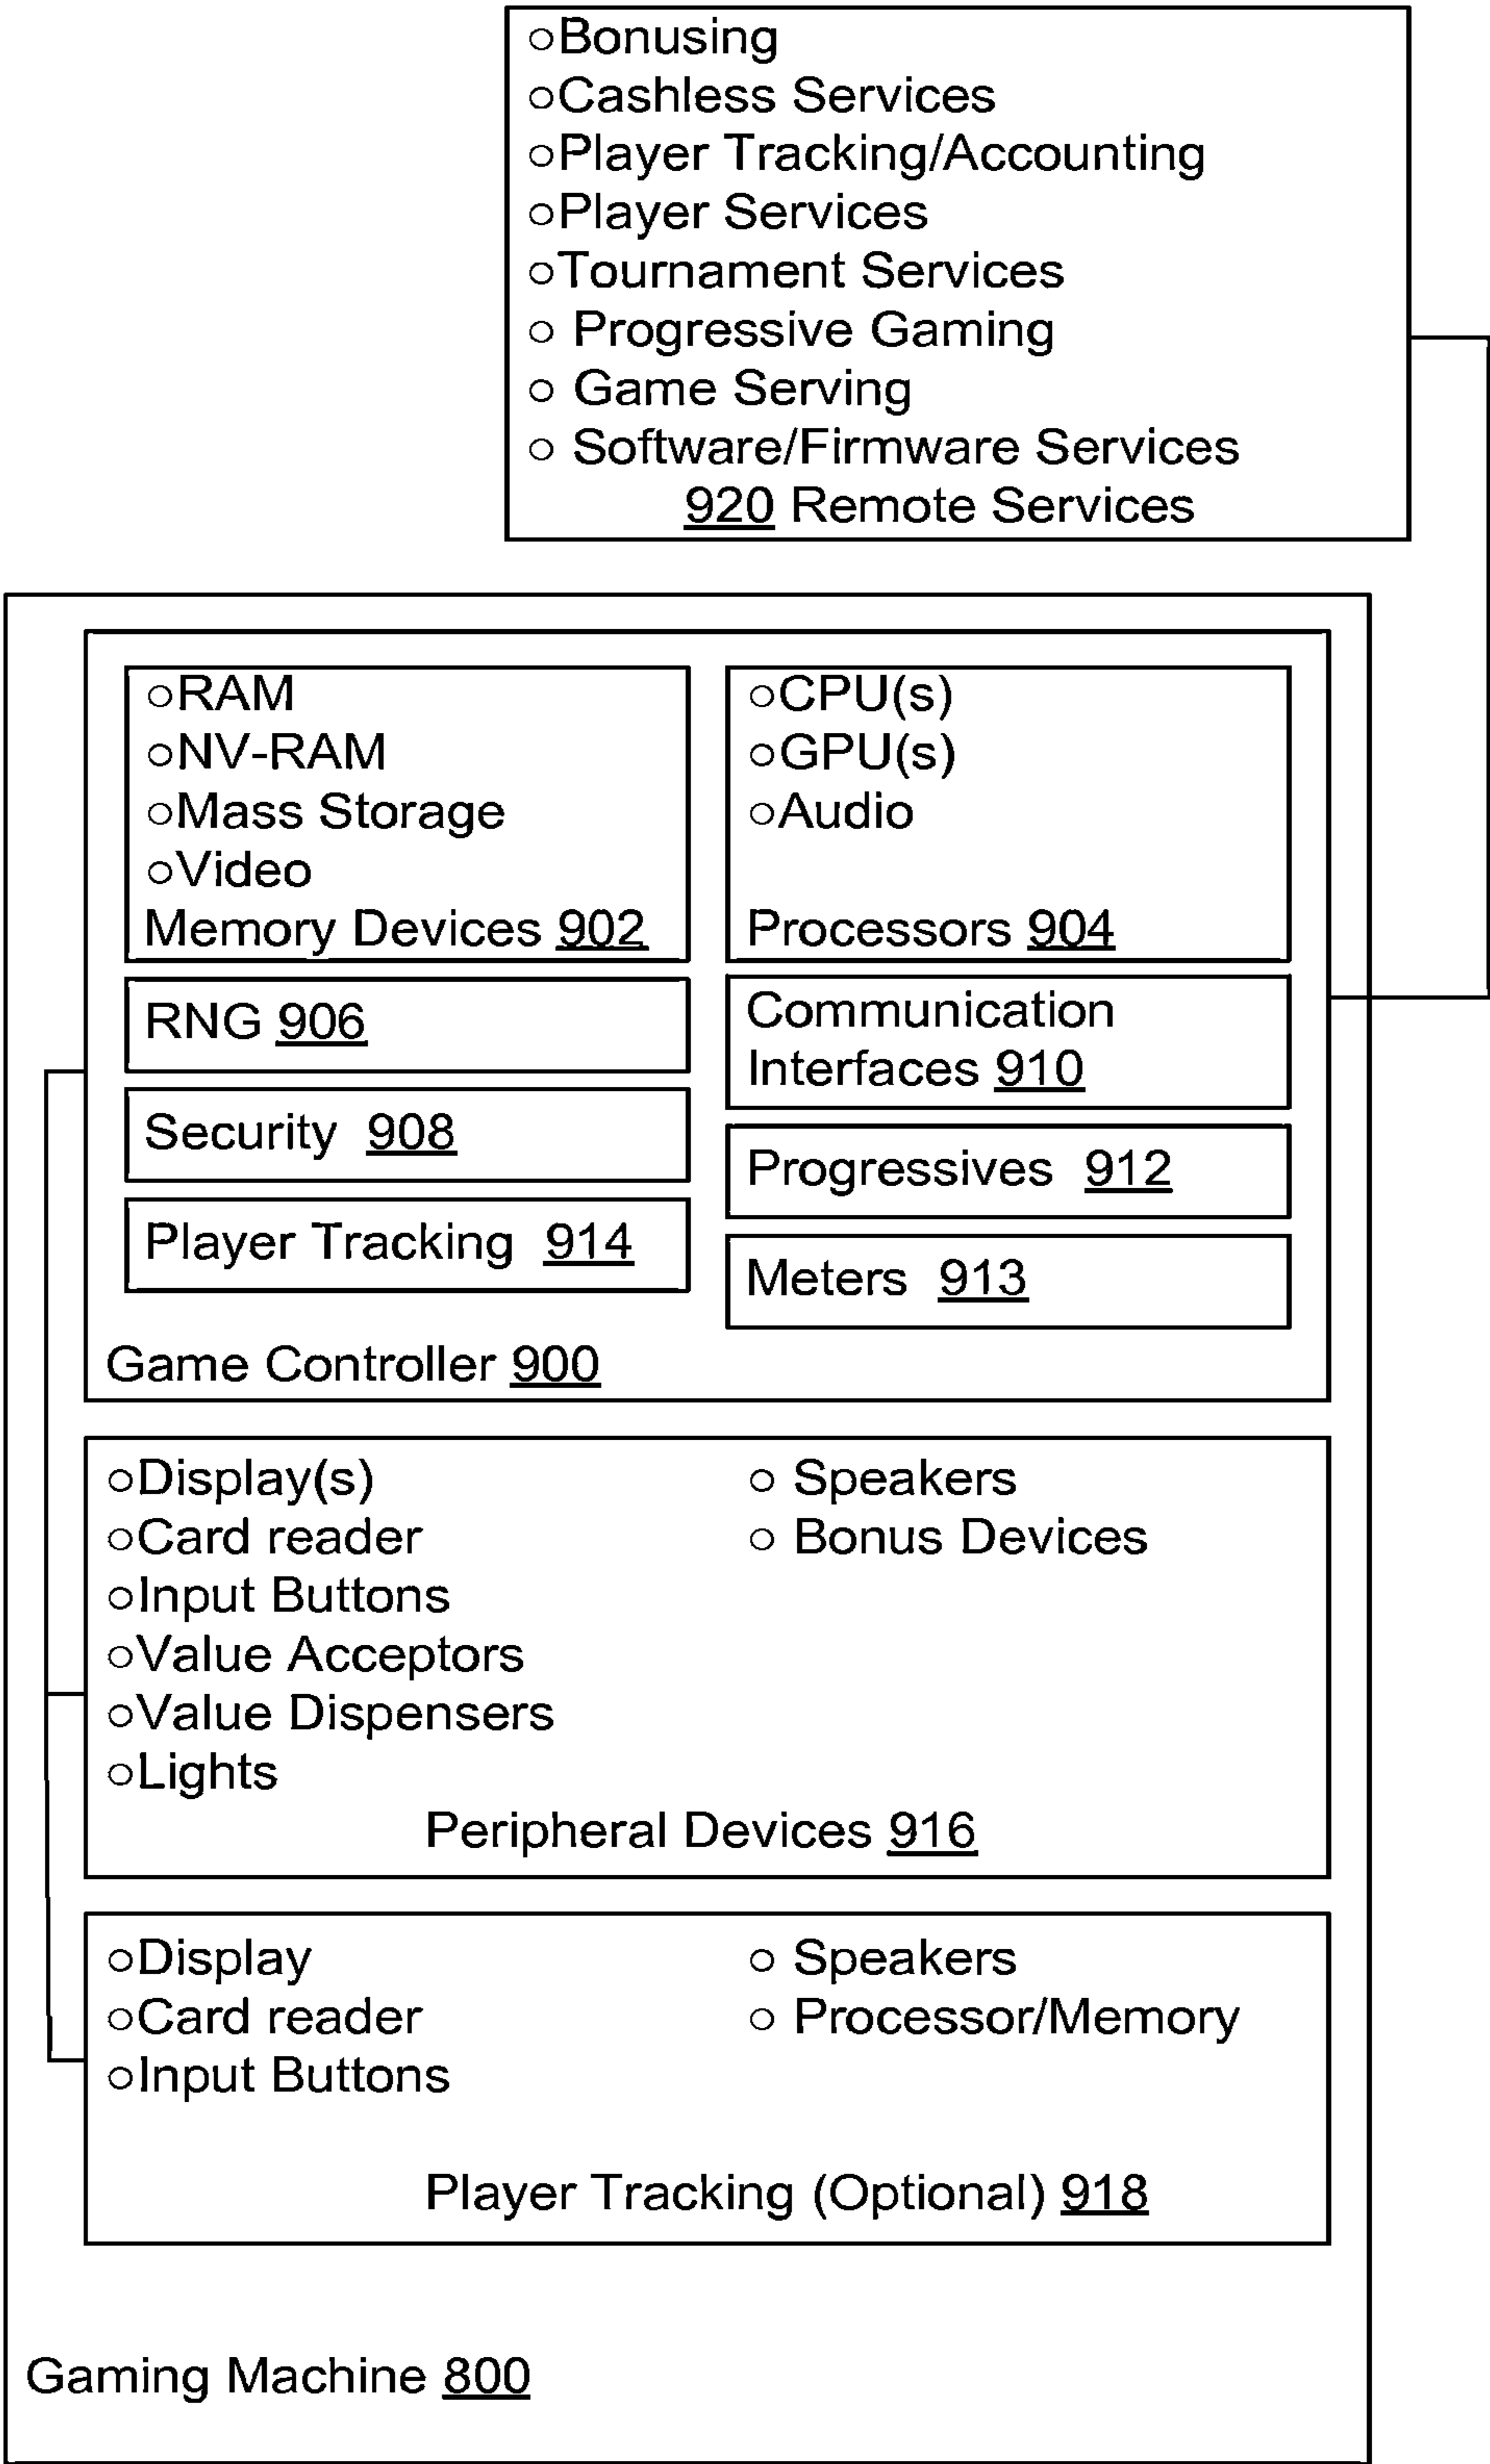 ○Bonusing
○Cashless Services
○Player Tracking/Accounting
○Player Services
○Tournament Services
○ Progressive Gaming
○ Game Serving
○ Software/Firmware Services
920 Remote Services
○RAM
○NV-RAM
○Mass Storage
○Video
Memory Devices 902
○CPU(s)
○GPU(s)
○Audio
Processors 904
RNG 906
Communication
Interfaces 910
Security 908
Progressives 912
Player Tracking 914
Meters 913
Game Controller 900
○Display(s)
○Card reader
○Input Buttons
○Value Acceptors
○Value Dispensers
○Lights
○ Speakers
○ Bonus Devices
Peripheral Devices 916
○Display
○Card reader
○Input Buttons
○ Speakers
○ Processor/Memory
Player Tracking (Optional) 918
Gaming Machine 800